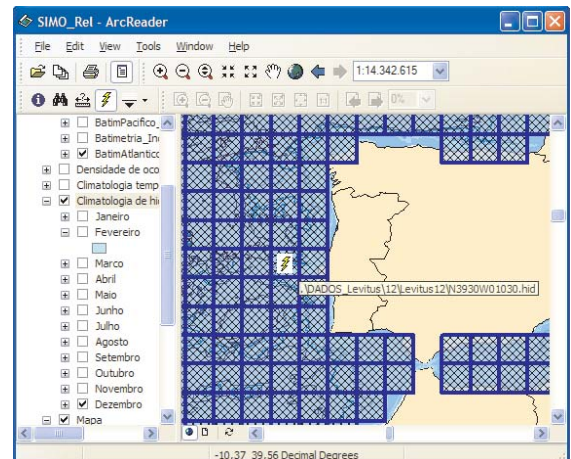 SIMO_Rel - ArcReader
File Edit View Tools Window Help
1:14.342.615
0%
BatimPacifico_
Batimetria_In
BatimAtlantico
Densidade de oco
Climatologia temp
Climatologia de hi
Janeiro
Fevereiro
Marco
Abril
Maio
Junho
Julho
Agosto
Setembro
Outubro
Novembro
Dezembro
Mapa
.\DADOS_Levitus\12\Levitus12\N3930W01030.hid
-10,37 39,56 Decimal Degrees